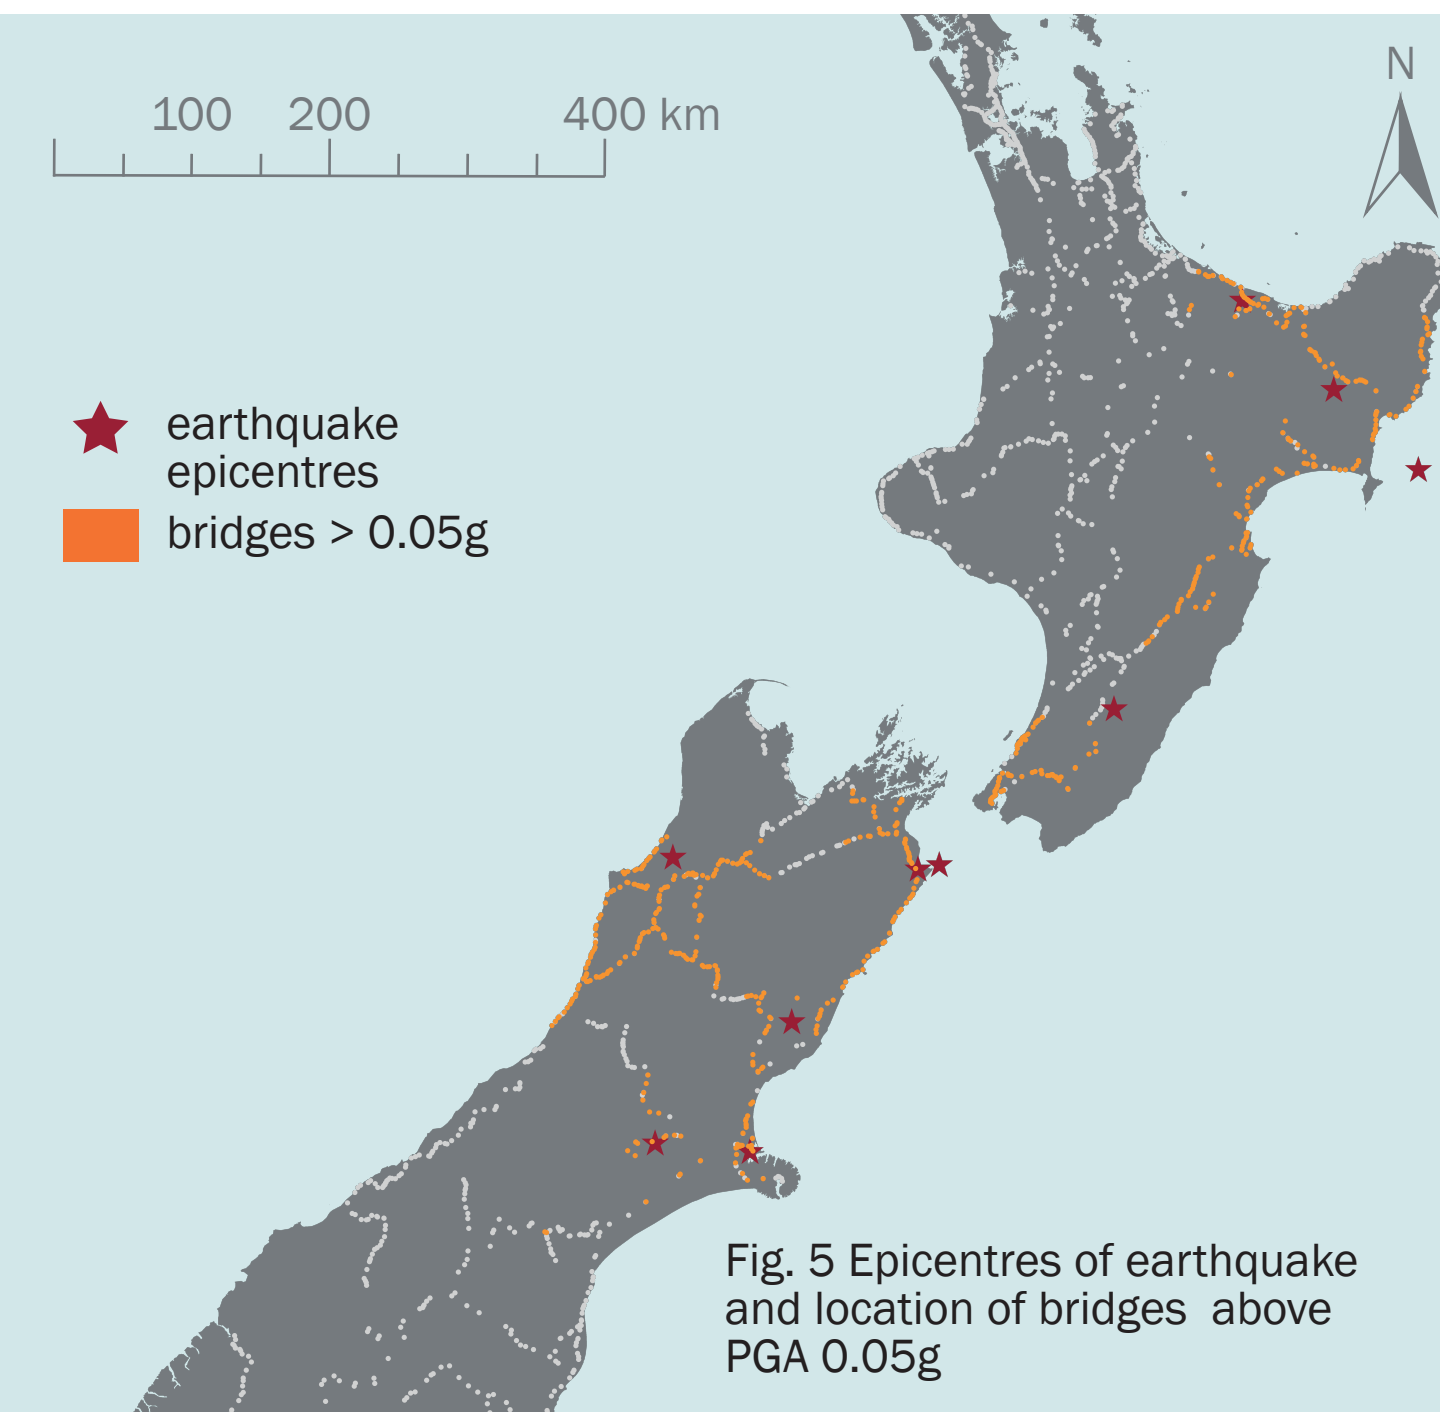 100 200 400 km
N
earthquake
epicentres
bridges > 0.05g
Fig. 5 Epicentres of earthquake
and location of bridges above
PGA 0.05g